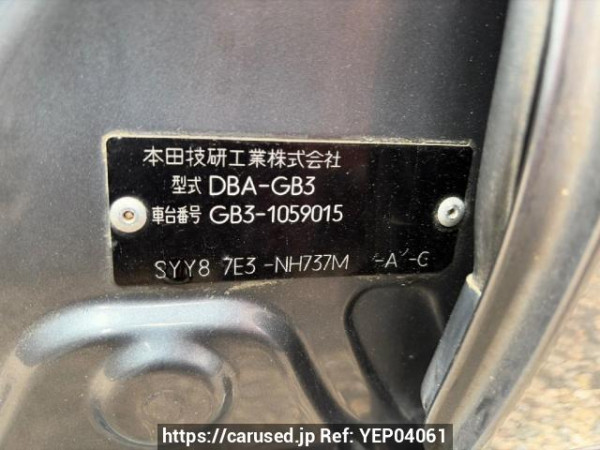 本田技研工業株式会社
型式 DBA-GB3
車台番号 GB3-1059015
SYY8 7E3 -NH737M -A -C
https://carused.jp Ref: YEP04061